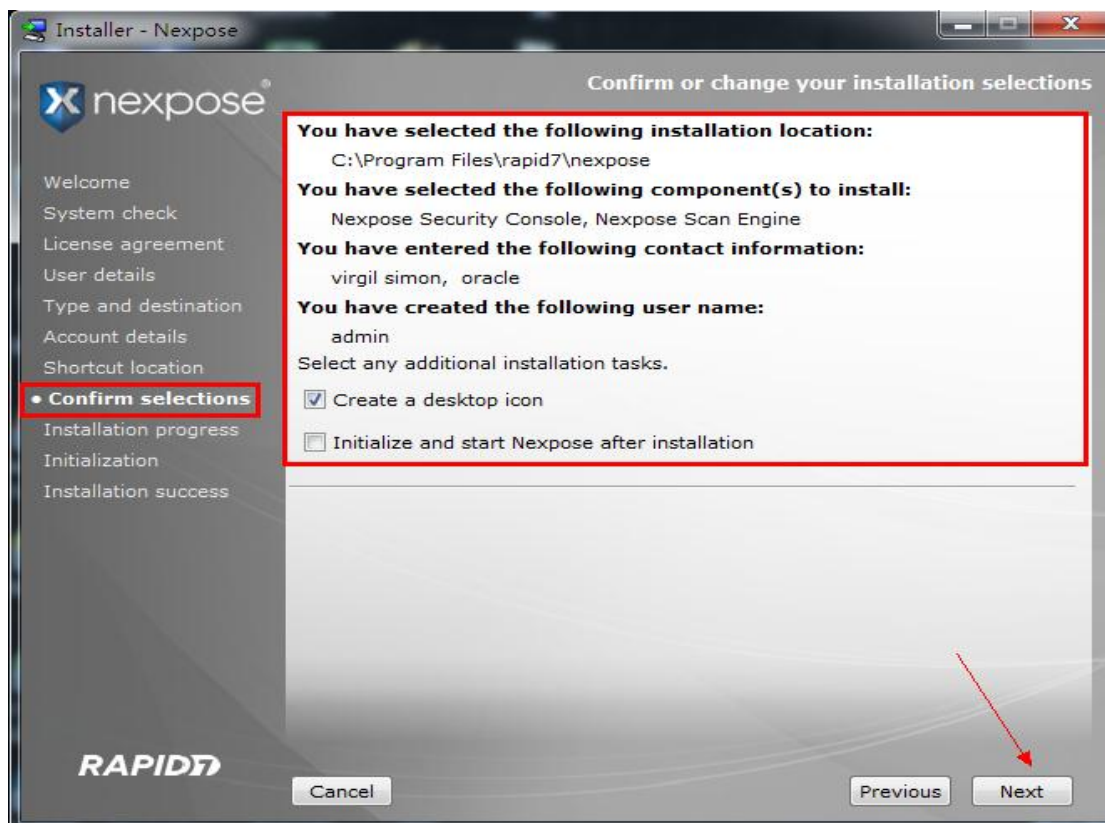 Installer - Nexpose
nexpose®
Confirm or change your installation selections
You have selected the following installation location:
C:\Program Files\rapid7\nexpose
You have selected the following component(s) to install:
Nexpose Security Console, Nexpose Scan Engine
You have entered the following contact information:
virgil simon, oracle
You have created the following user name:
admin
Select any additional installation tasks.
Create a desktop icon
Initialize and start Nexpose after installation
Welcome
System check
License agreement
User details
Type and destination
Account details
Shortcut location
• Confirm selections
Installation progress
Initialization
Installation success
RAPID7
Cancel
Previous
Next